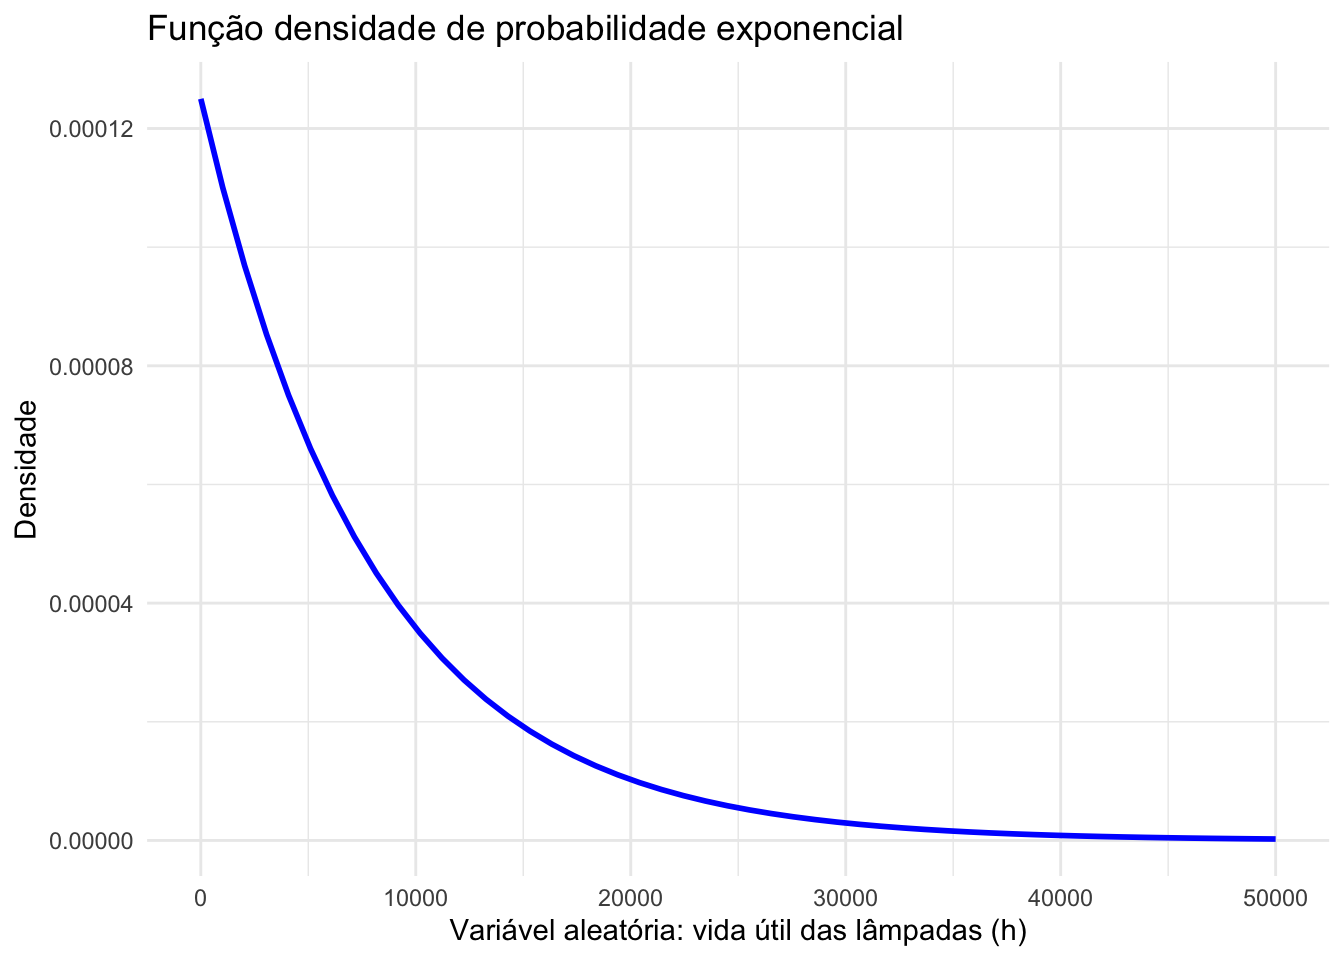 Função densidade de probabilidade exponencial
0.00012
0.00008
0.00004
0.00000
Densidade
0 10000 20000 30000 40000 50000
Variável aleatória: vida útil das lâmpadas (h)